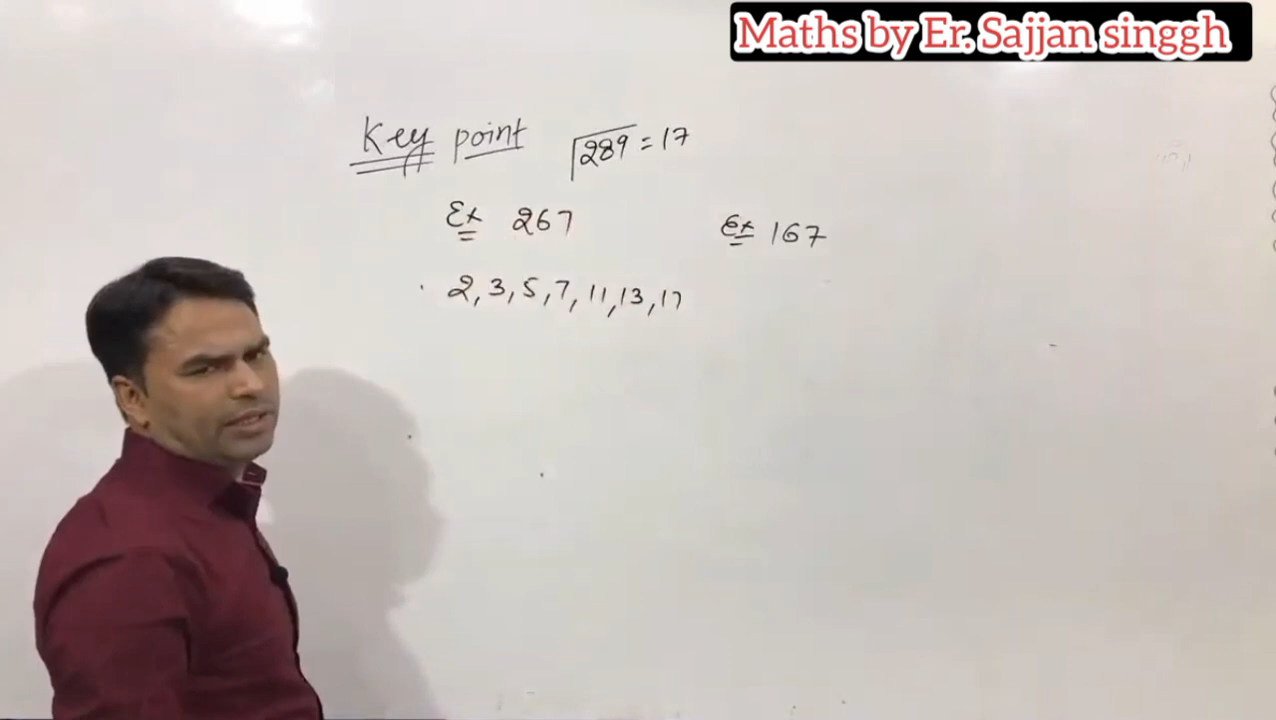 Maths by Er. Sajjan singgh
Key point √289 = 17
Ex 267
Ex 167
2, 3, 5, 7, 11, 13, 17